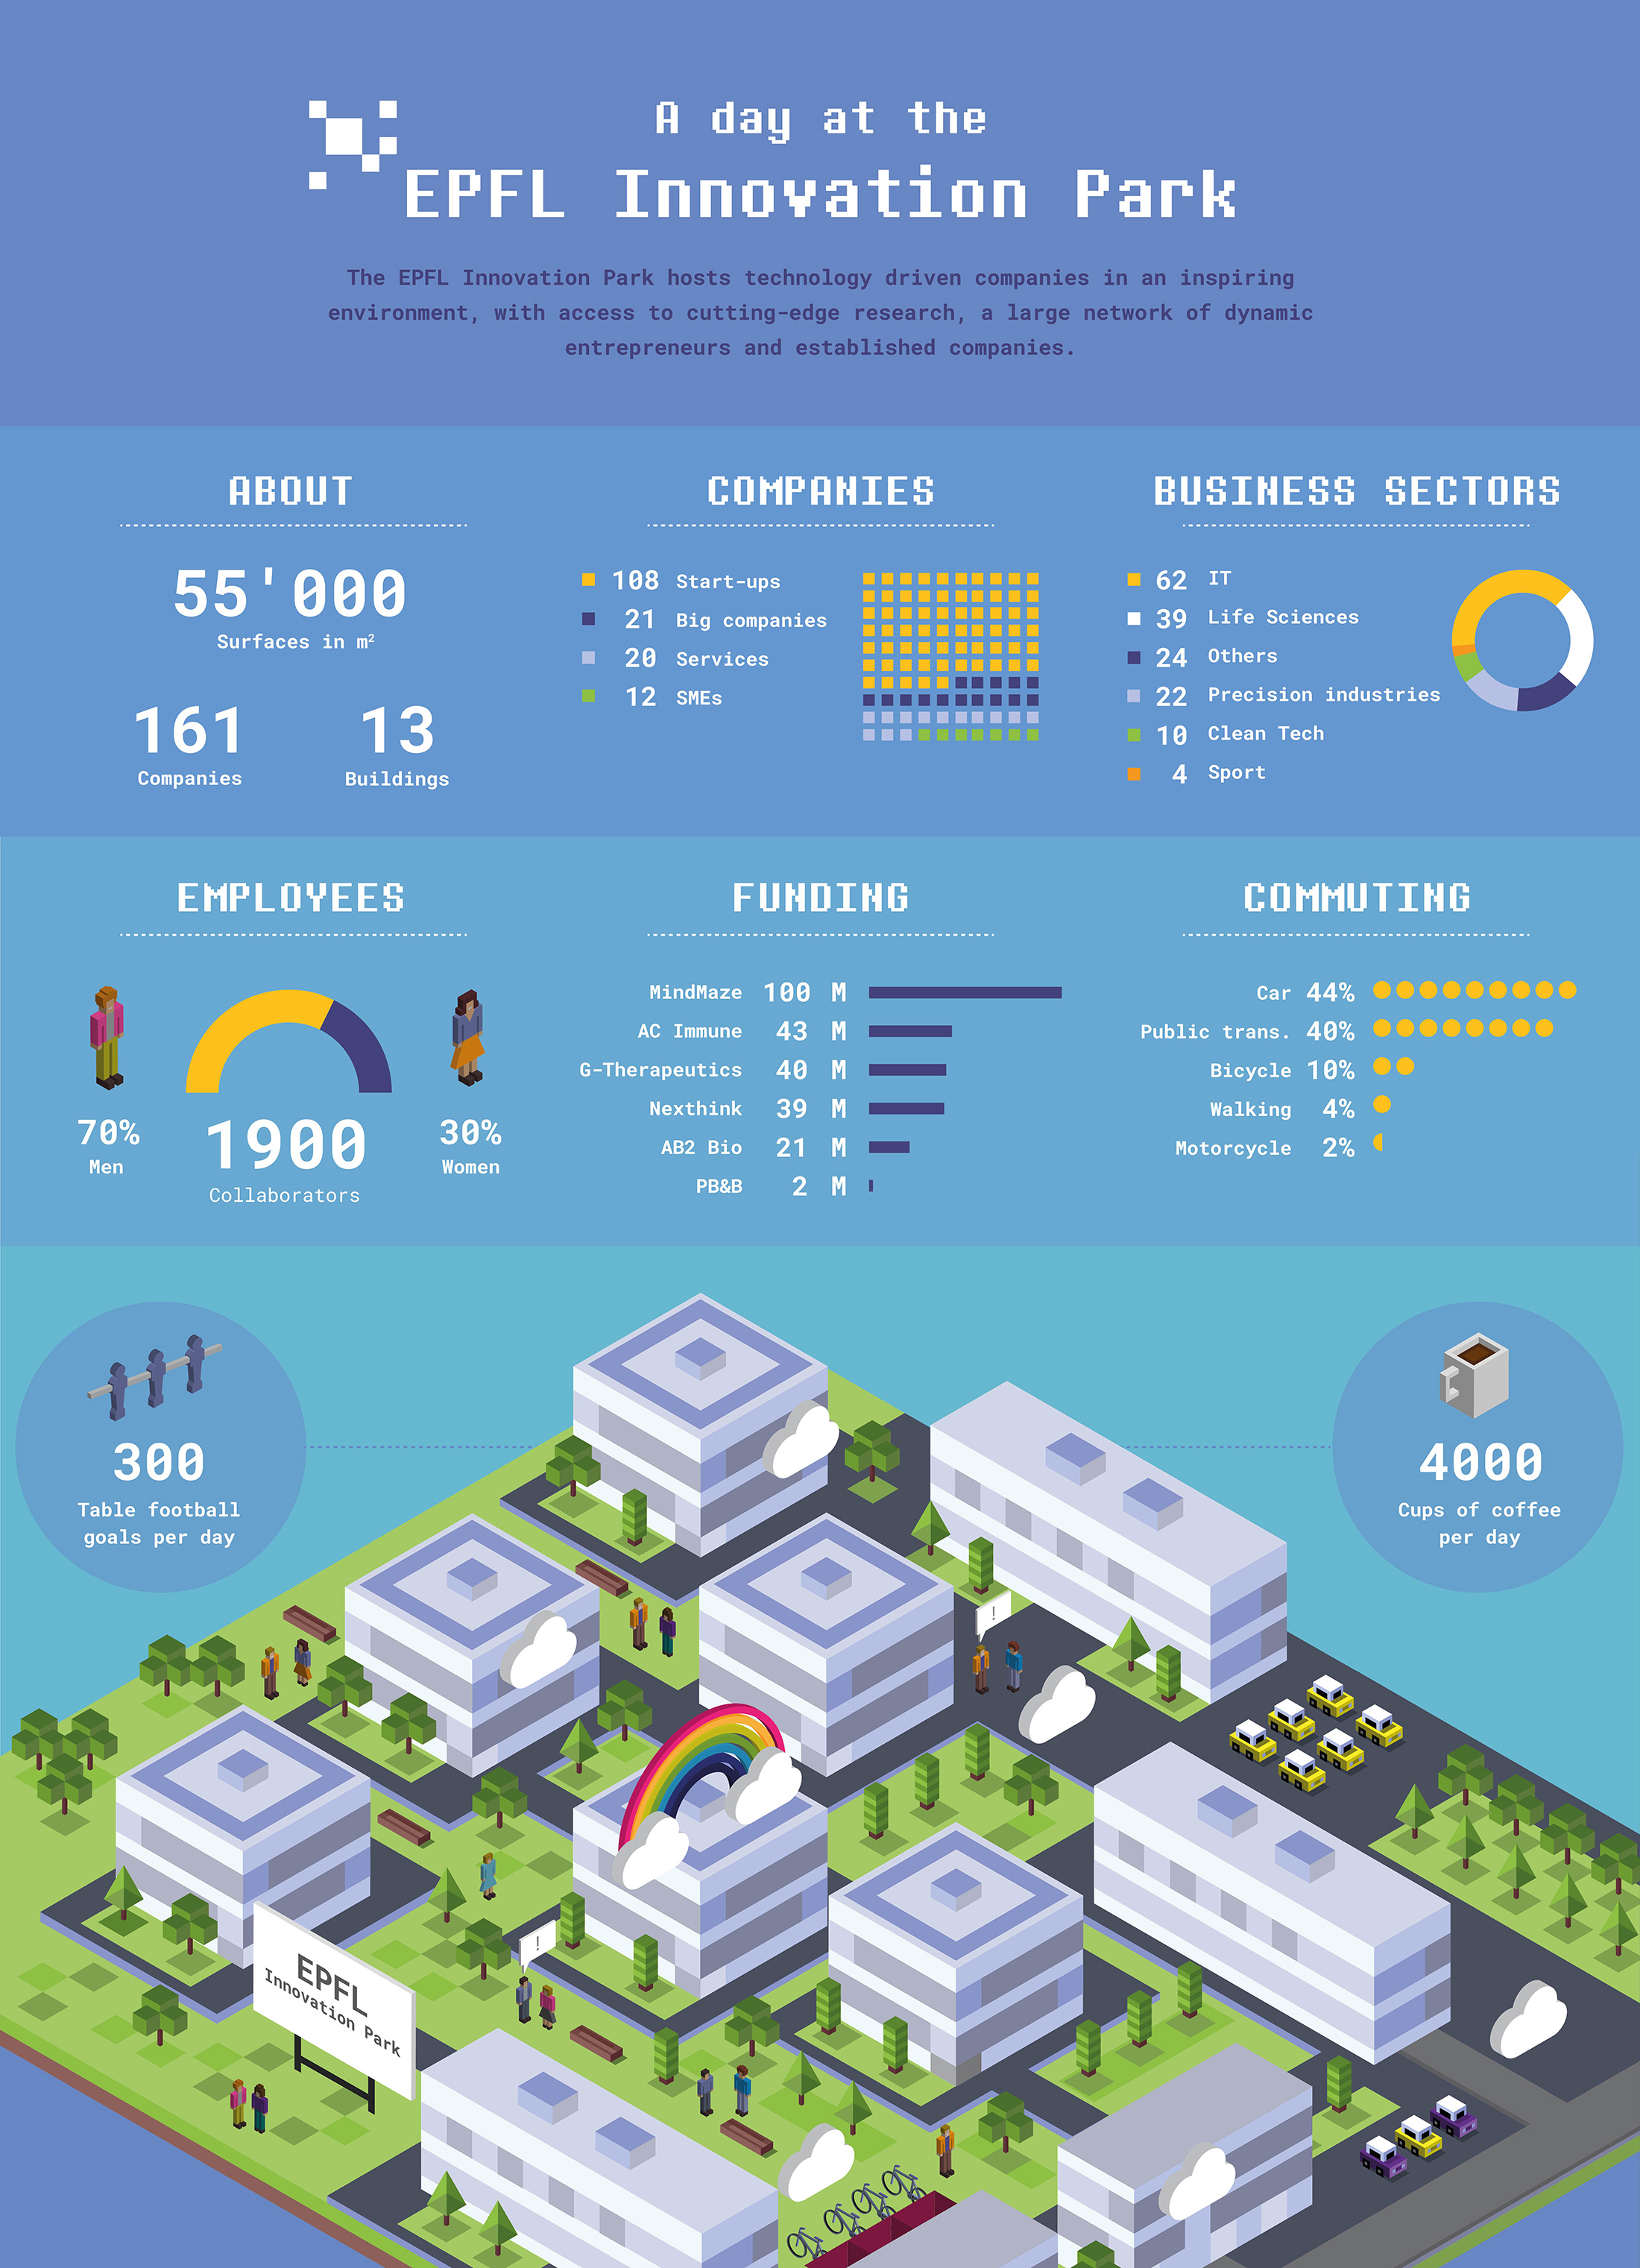 A day at the
EPFL Innovation Park
The EPFL Innovation Park hosts technology driven companies in an inspiring
environment, with access to cutting-edge research, a large network of dynamic
entrepreneurs and established companies.
ABOUT
55'000
Surfaces in m²
161
Companies
13
Buildings
COMPANIES
108 Start-ups
21 Big companies
20 Services
12 SMEs
BUSINESS SECTORS
62 IT
39 Life Sciences
24 Others
22 Precision industries
10 Clean Tech
4 Sport
EMPLOYEES
70%
Men
1900
Collaborators
30%
Women
FUNDING
MindMaze 100 M
AC Immune 43 M
G-Therapeutics 40 M
Nexthink 39 M
AB2 Bio 21 M
PB&B 2 M
COMMUTING
Car 44%
Public trans. 40%
Bicycle 10%
Walking 4%
Motorcycle 2%
300
Table football
goals per day
4000
Cups of coffee
per day
!
!
EPFL
Innovation Park